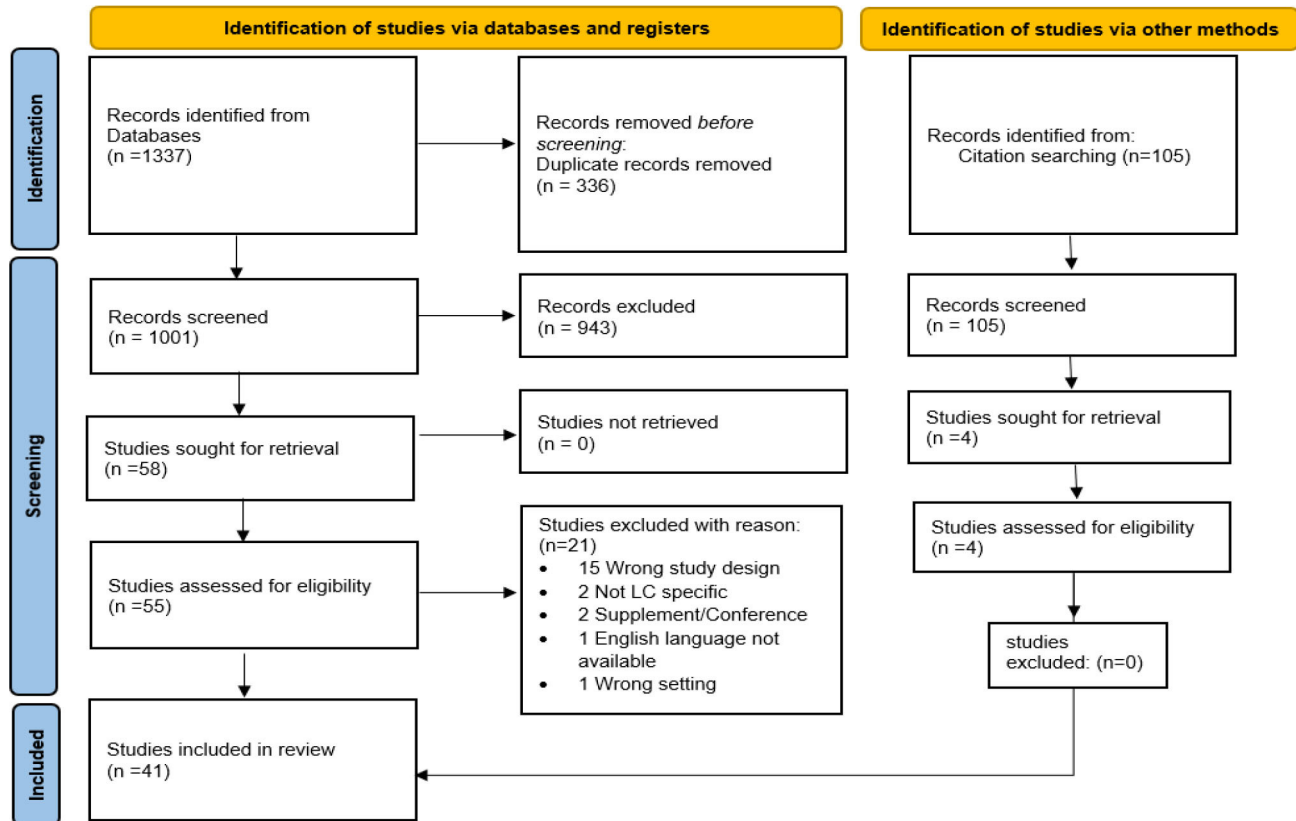 Identification of studies via databases and registers
Identification of studies via other methods
Identification
Records identified from
Databases
(n =1337)
Records removed before
screening:
Duplicate records removed
(n = 336)
Records identified from:
Citation searching (n=105)
Screening
Records screened
(n = 1001)
Records excluded
(n = 943)
Records screened
(n = 105)
Studies sought for retrieval
(n =58)
Studies not retrieved
(n = 0)
Studies sought for retrieval
(n =4)
Studies assessed for eligibility
(n =55)
Studies excluded with reason:
(n=21)
• 15 Wrong study design
• 2 Not LC specific
• 2 Supplement/Conference
• 1 English language not
available
• 1 Wrong setting
Studies assessed for eligibility
(n =4)
studies
excluded: (n=0)
Included
Studies included in review
(n =41)